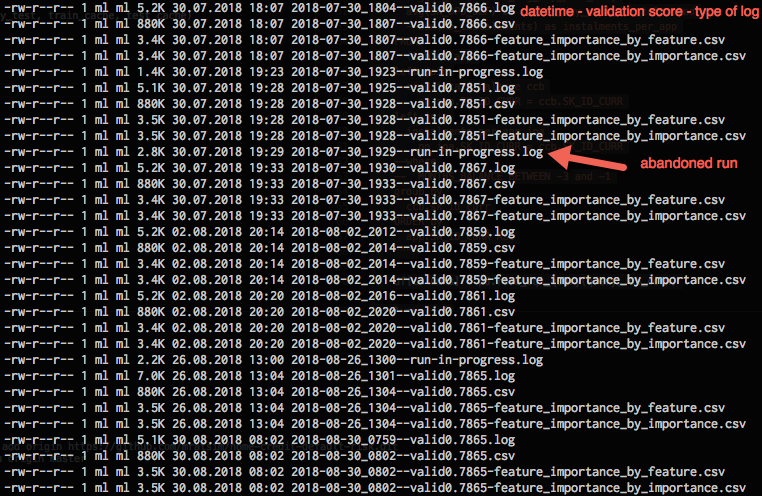 -rw-r--r-- 1 ml ml 5.2K 30.07.2018 18:07 2018-07-30_1804--valid0.7866.log
datetime - validation score - type of log
-rw-r--r-- 1 ml ml 880K 30.07.2018 18:07 2018-07-30_1807--valid0.7866.csv
-rw-r--r-- 1 ml ml 3.4K 30.07.2018 18:07 2018-07-30_1807--valid0.7866-feature_importance_by_feature.csv
-rw-r--r-- 1 ml ml 3.4K 30.07.2018 18:07 2018-07-30_1807--valid0.7866-feature_importance_by_importance.csv
-rw-r--r-- 1 ml ml 1.4K 30.07.2018 19:23 2018-07-30_1923--run-in-progress.log
-rw-r--r-- 1 ml ml 5.1K 30.07.2018 19:28 2018-07-30_1925--valid0.7851.log
-rw-r--r-- 1 ml ml 880K 30.07.2018 19:28 2018-07-30_1928--valid0.7851.csv
-rw-r--r-- 1 ml ml 3.5K 30.07.2018 19:28 2018-07-30_1928--valid0.7851-feature_importance_by_feature.csv
-rw-r--r-- 1 ml ml 3.5K 30.07.2018 19:28 2018-07-30_1928--valid0.7851-feature_importance_by_importance.csv
-rw-r--r-- 1 ml ml 2.8K 30.07.2018 19:29 2018-07-30_1929--run-in-progress.log
abandoned run
-rw-r--r-- 1 ml ml 5.2K 30.07.2018 19:33 2018-07-30_1930--valid0.7867.log
-rw-r--r-- 1 ml ml 880K 30.07.2018 19:33 2018-07-30_1933--valid0.7867.csv
-rw-r--r-- 1 ml ml 3.4K 30.07.2018 19:33 2018-07-30_1933--valid0.7867-feature_importance_by_feature.csv
-rw-r--r-- 1 ml ml 3.4K 30.07.2018 19:33 2018-07-30_1933--valid0.7867-feature_importance_by_importance.csv
-rw-r--r-- 1 ml ml 5.2K 02.08.2018 20:14 2018-08-02_2012--valid0.7859.log
-rw-r--r-- 1 ml ml 880K 02.08.2018 20:14 2018-08-02_2014--valid0.7859.csv
-rw-r--r-- 1 ml ml 3.4K 02.08.2018 20:14 2018-08-02_2014--valid0.7859-feature_importance_by_feature.csv
-rw-r--r-- 1 ml ml 3.4K 02.08.2018 20:14 2018-08-02_2014--valid0.7859-feature_importance_by_importance.csv
-rw-r--r-- 1 ml ml 5.2K 02.08.2018 20:20 2018-08-02_2016--valid0.7861.log
-rw-r--r-- 1 ml ml 880K 02.08.2018 20:20 2018-08-02_2020--valid0.7861.csv
-rw-r--r-- 1 ml ml 3.4K 02.08.2018 20:20 2018-08-02_2020--valid0.7861-feature_importance_by_feature.csv
-rw-r--r-- 1 ml ml 3.4K 02.08.2018 20:20 2018-08-02_2020--valid0.7861-feature_importance_by_importance.csv
-rw-r--r-- 1 ml ml 2.2K 26.08.2018 13:00 2018-08-26_1300--run-in-progress.log
-rw-r--r-- 1 ml ml 7.0K 26.08.2018 13:04 2018-08-26_1301--valid0.7865.log
-rw-r--r-- 1 ml ml 880K 26.08.2018 13:04 2018-08-26_1304--valid0.7865.csv
-rw-r--r-- 1 ml ml 3.5K 26.08.2018 13:04 2018-08-26_1304--valid0.7865-feature_importance_by_feature.csv
-rw-r--r-- 1 ml ml 3.5K 26.08.2018 13:04 2018-08-26_1304--valid0.7865-feature_importance_by_importance.csv
-rw-r--r-- 1 ml ml 5.1K 30.08.2018 08:02 2018-08-30_0759--valid0.7865.log
-rw-r--r-- 1 ml ml 880K 30.08.2018 08:02 2018-08-30_0802--valid0.7865.csv
-rw-r--r-- 1 ml ml 3.5K 30.08.2018 08:02 2018-08-30_0802--valid0.7865-feature_importance_by_feature.csv
-rw-r--r-- 1 ml ml 3.5K 30.08.2018 08:02 2018-08-30_0802--valid0.7865-feature_importance_by_importance.csv